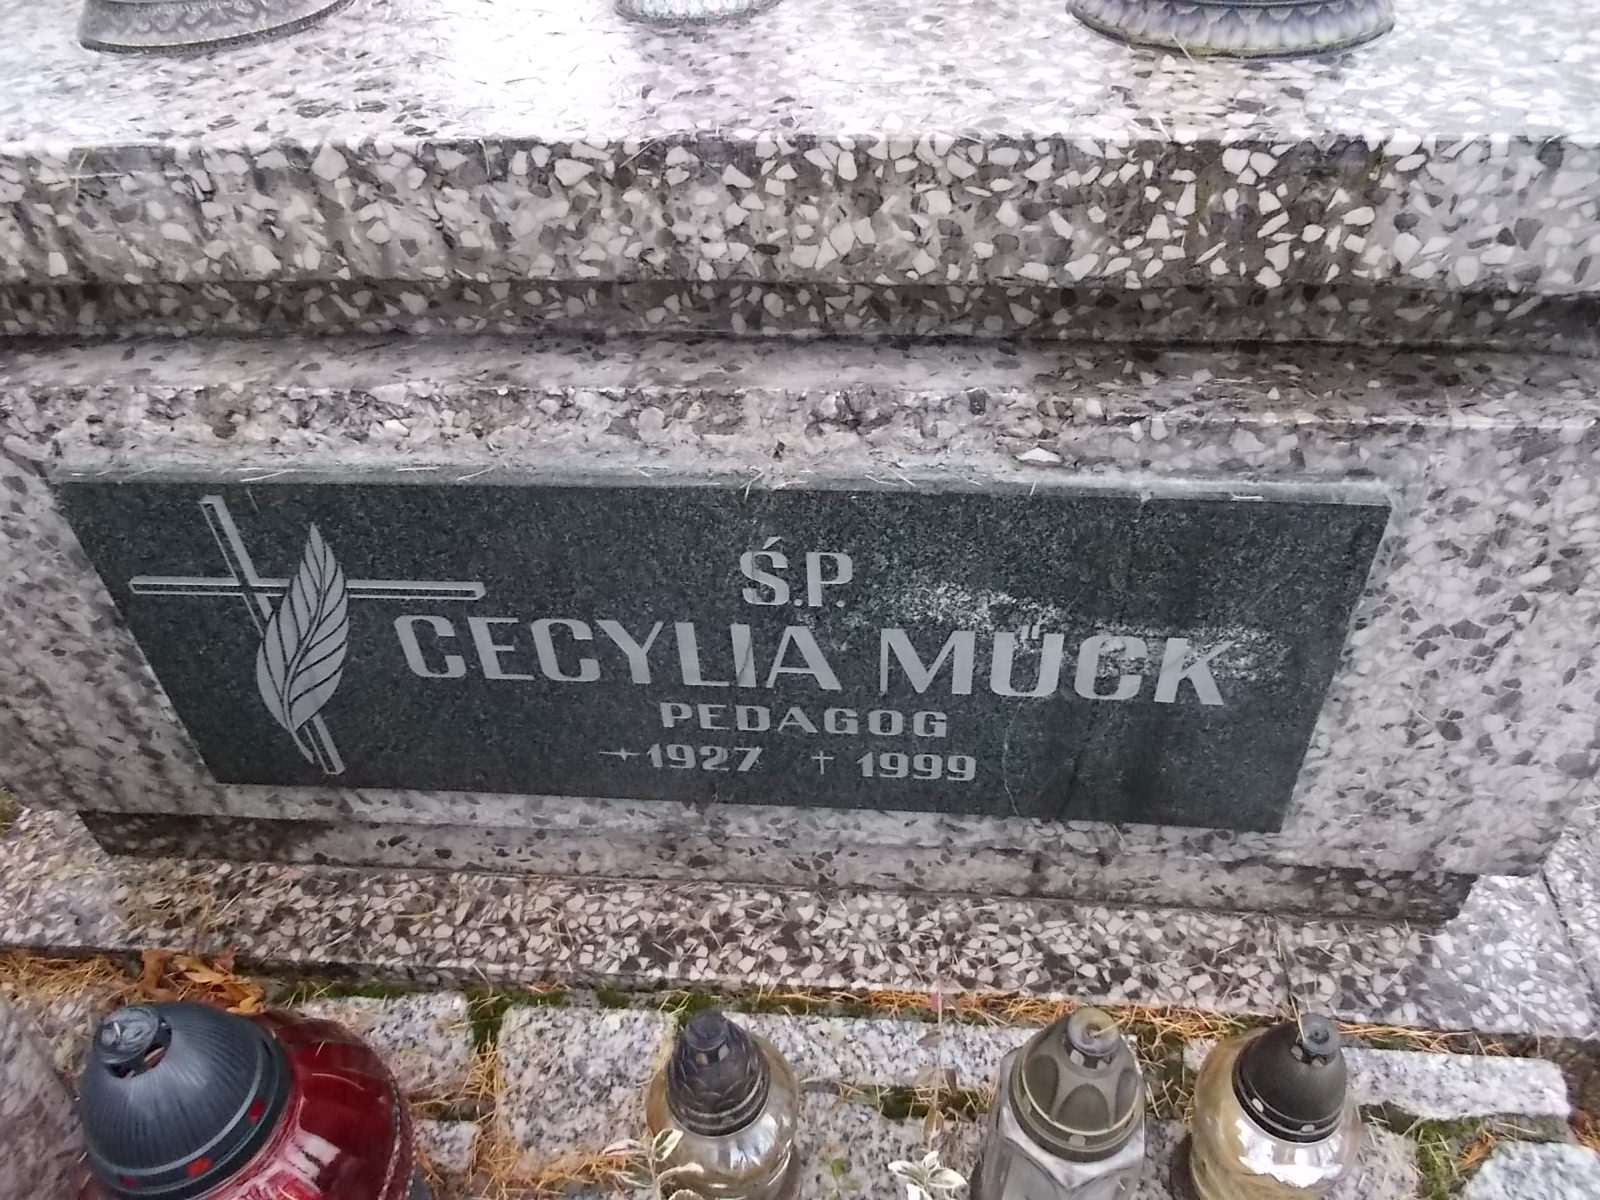 Ś.P.
CECYLIA MÜCK
PEDAGOG
★1927 † 1999